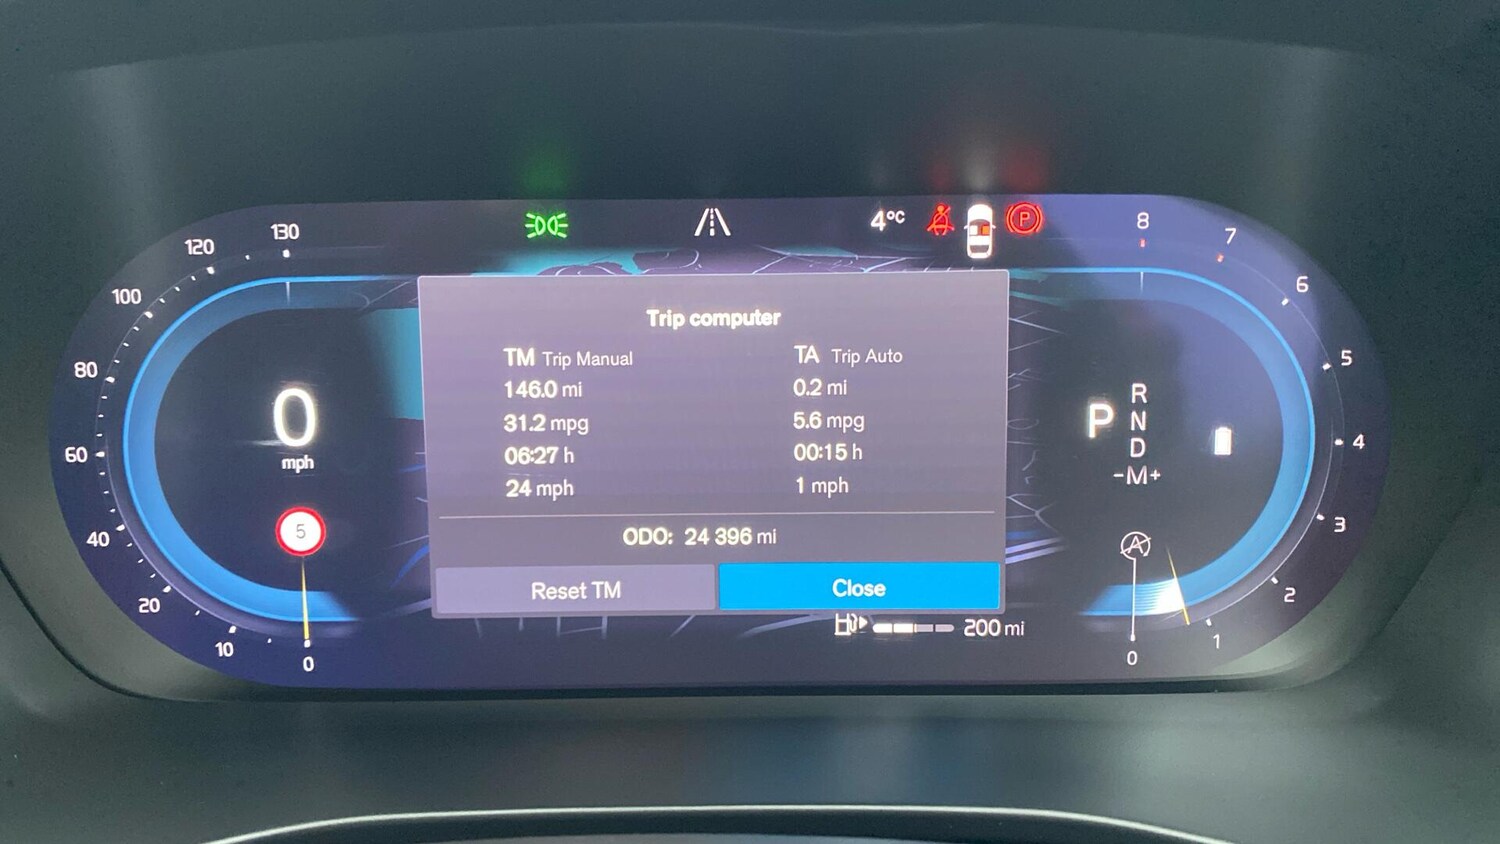 130
120
100
80
60
40
20
10
0
0
mph
5
4°C
P
8
7
6
5
4
3
2
1
0
Trip computer
TM Trip Manual
146.0 mi
31.2 mpg
06:27 h
24 mph
TA Trip Auto
0.2 mi
5.6 mpg
00:15 h
1 mph
ODO: 24 396 mi
Reset TM
Close
200 mi
P
R
N
D
-M+
A